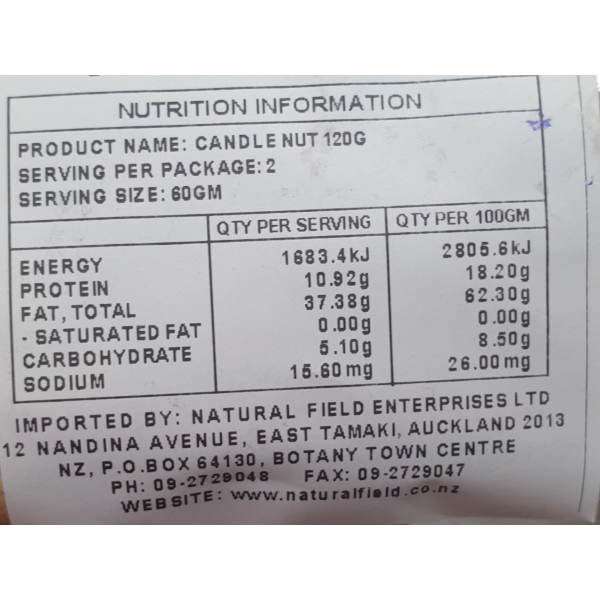 NUTRITION INFORMATION
PRODUCT NAME: CANDLE NUT 120G
SERVING PER PACKAGE: 2
SERVING SIZE: 60GM
QTY PER SERVING QTY PER 100GM
ENERGY 1683.4kJ 2805.6kJ
PROTEIN 10.92g 18.20g
FAT, TOTAL 37.38g 62.30g
- SATURATED FAT 0.00g 0.00g
CARBOHYDRATE 5.10g 8.50g
SODIUM 15.60mg 26.00mg
IMPORTED BY: NATURAL FIELD ENTERPRISES LTD
12 NANDINA AVENUE, EAST TAMAKI, AUCKLAND 2013
NZ, P.O.BOX 64130, BOTANY TOWN CENTRE
PH: 09-2729048 FAX: 09-2729047
WEBSITE: www.naturalfield.co.nz